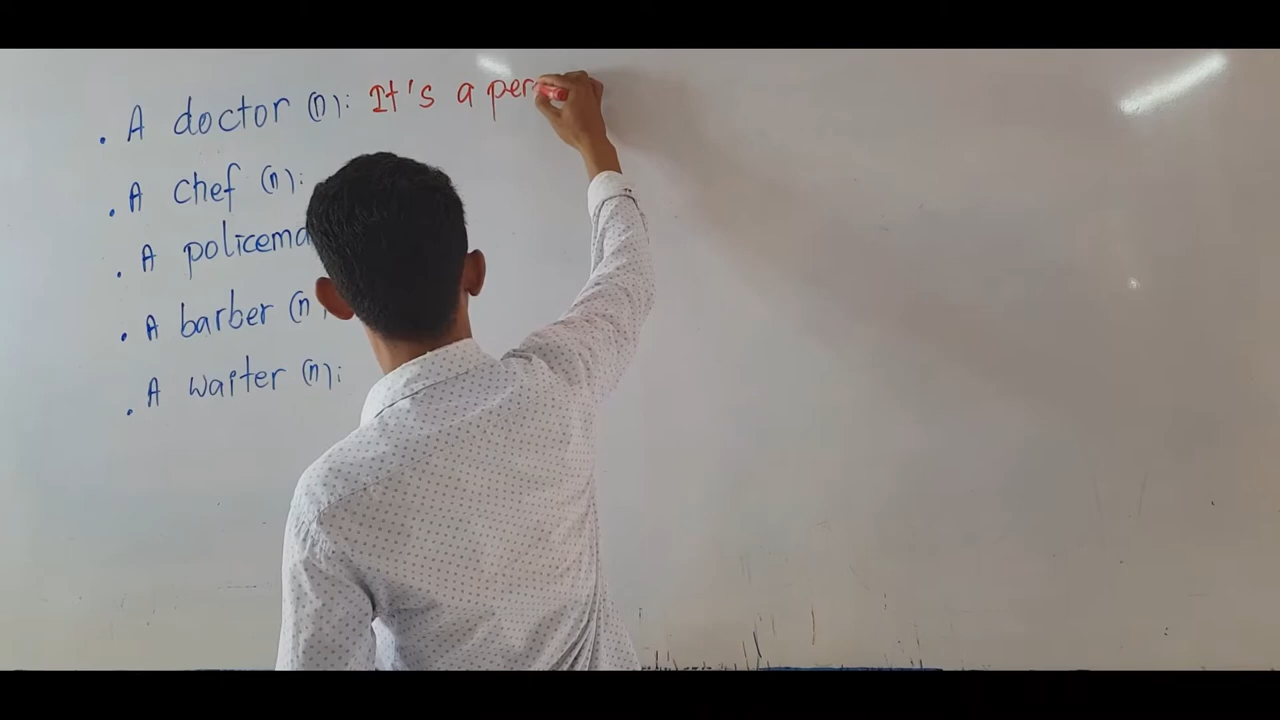 . A doctor (n): It's a per
. A chef (n):
. A policema
. A barber (n
. A waiter (n):